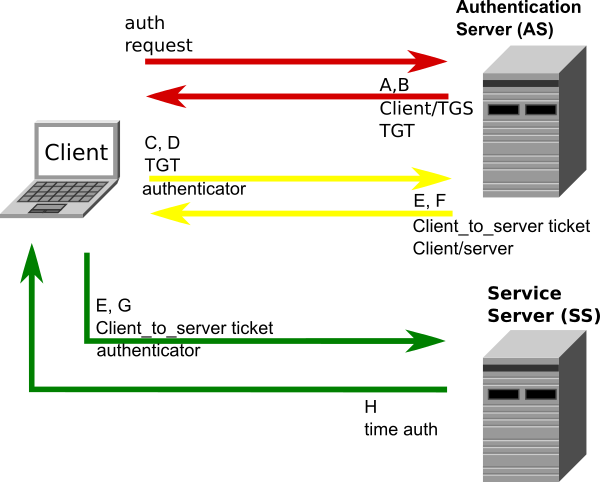 auth
request
Authentication
Server (AS)
A,B
Client/TGS
TGT
Client
C, D
TGT
authenticator
E, F
Client_to_server ticket
Client/server
E, G
Client_to_server ticket
authenticator
Service
Server (SS)
H
time auth